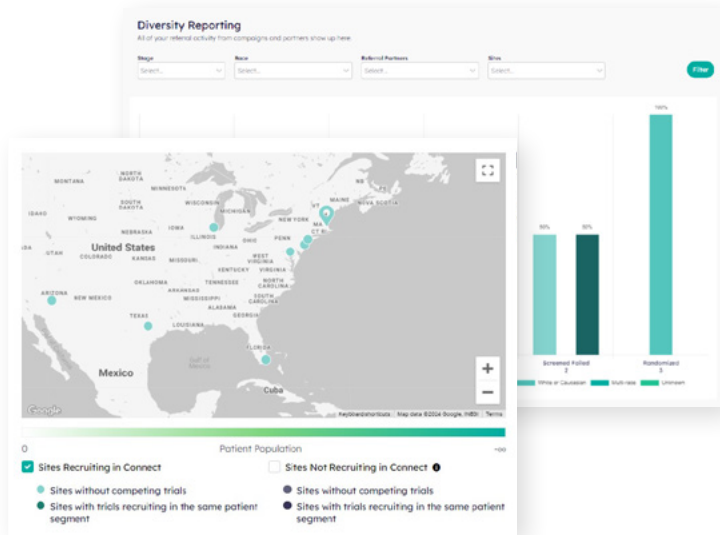 Diversity Reporting
All of your referral activity from campaigns and partners show up here.
Stage
Race
Referral Partners
Sites
Select...
Select...
Select...
Select...
Filter
100%
50%
50%
Screened Failed
2
Randomized
White or Caucasian
Multi-race
Unknown
MONTANA
NORTH DAKOTA
MINNESOTA
SOUTH DAKOTA
WISCONSIN
MICHIGAN
IDAHO
WYOMING
NEBRASKA
IOWA
ILLINOIS
INDIANA
OHIO
PENN
NEW YORK
VT
MAINE
NB
PE
NOVA SCOTIA
MA
CT RI
United States
UTAH
COLORADO
KANSAS
MISSOURI
WEST VIRGINIA
KENTUCKY
VIRGINIA
OKLAHOMA
TENNESSEE
NORTH CAROLINA
ARIZONA
NEW MEXICO
ARKANSAS
MISSISSIPPI
SOUTH CAROLINA
ALABAMA
GEORGIA
TEXAS
LOUISIANA
FLORIDA
Gulf of Mexico
Mexico
Cuba
Google
Keyboard shortcuts
Map data ©2024 Google, INEGI
Terms
0
Patient Population
Sites Recruiting in Connect
Sites Not Recruiting in Connect
Sites without competing trials
Sites without competing trials
Sites with trials recruiting in the same patient
segment
Sites with trials recruiting in the same patient
segment